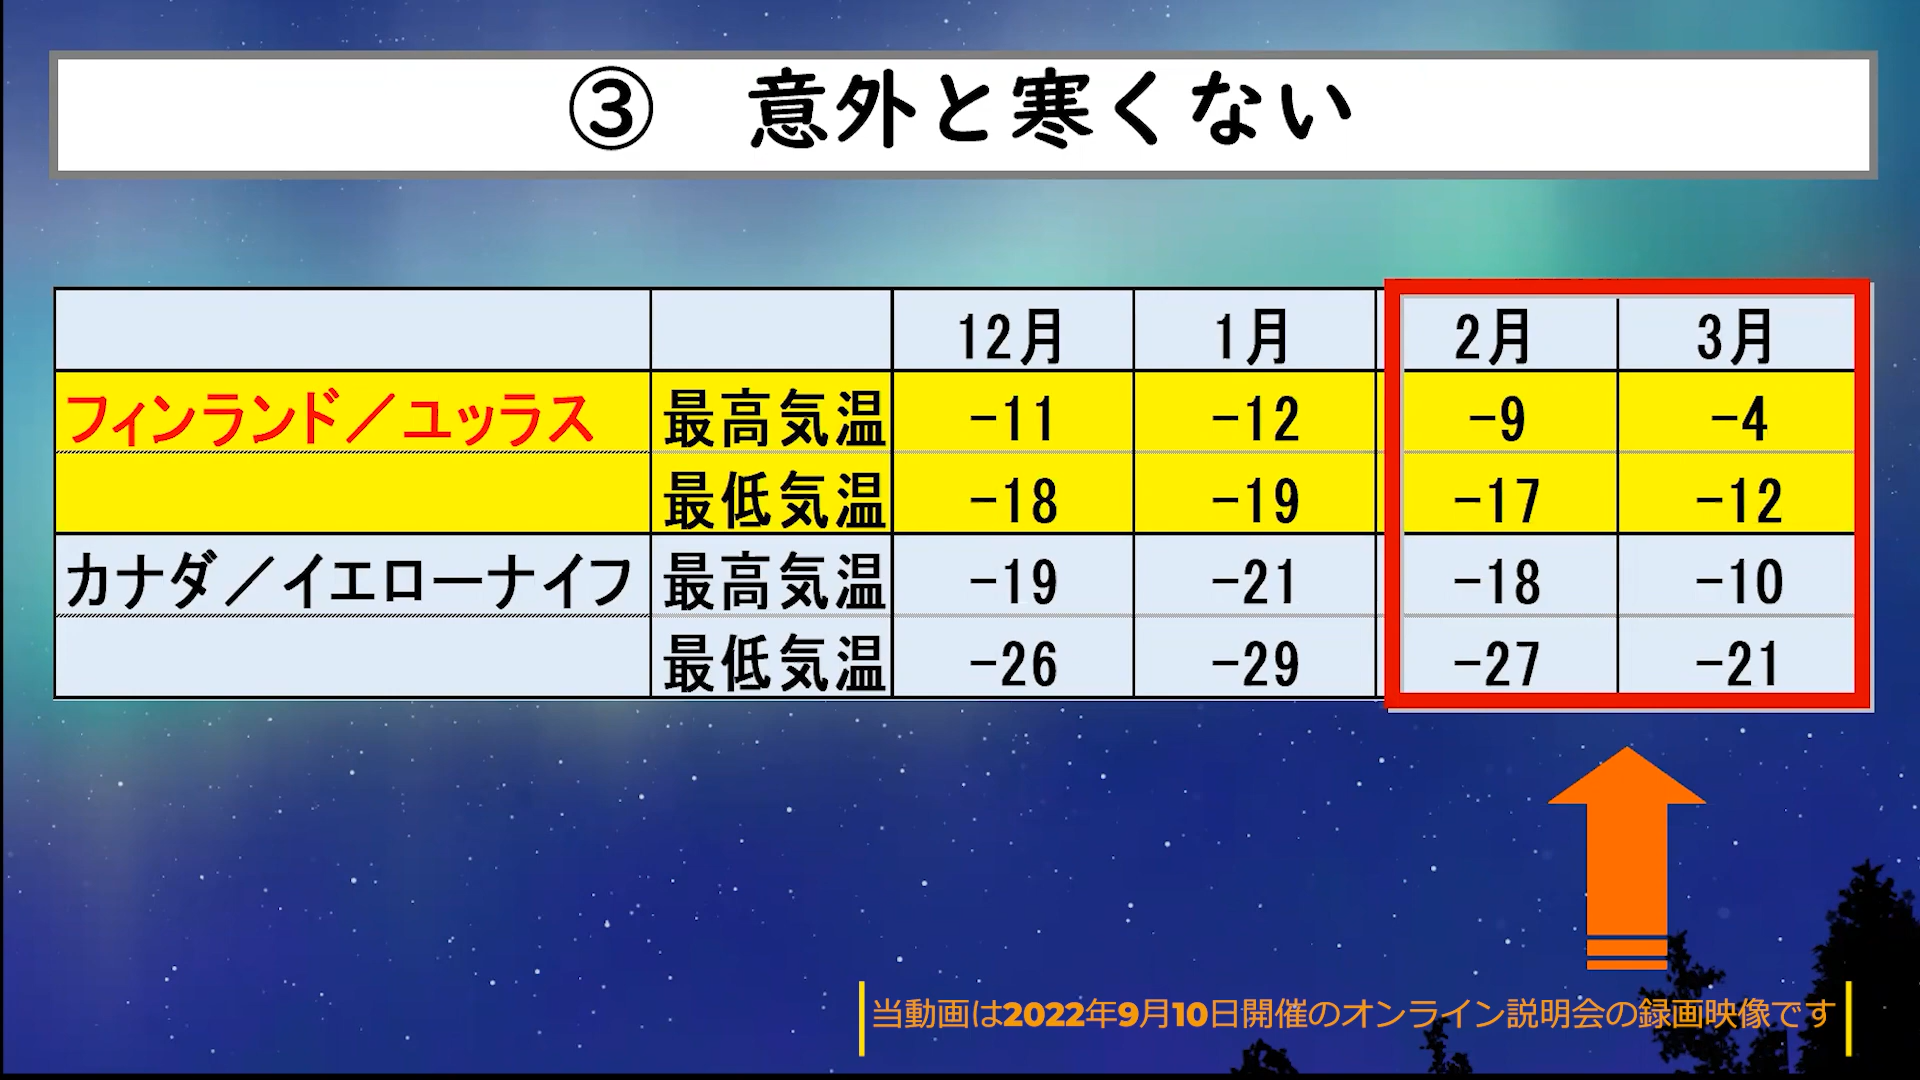 ③　意外と寒くない
12月 1月 2月 3月
フィンランド／ユッラス 最高気温 -11 -12 -9 -4
最低気温 -18 -19 -17 -12
カナダ／イエローナイフ 最高気温 -19 -21 -18 -10
最低気温 -26 -29 -27 -21
当動画は2022年9月10日開催のオンライン説明会の録画映像です